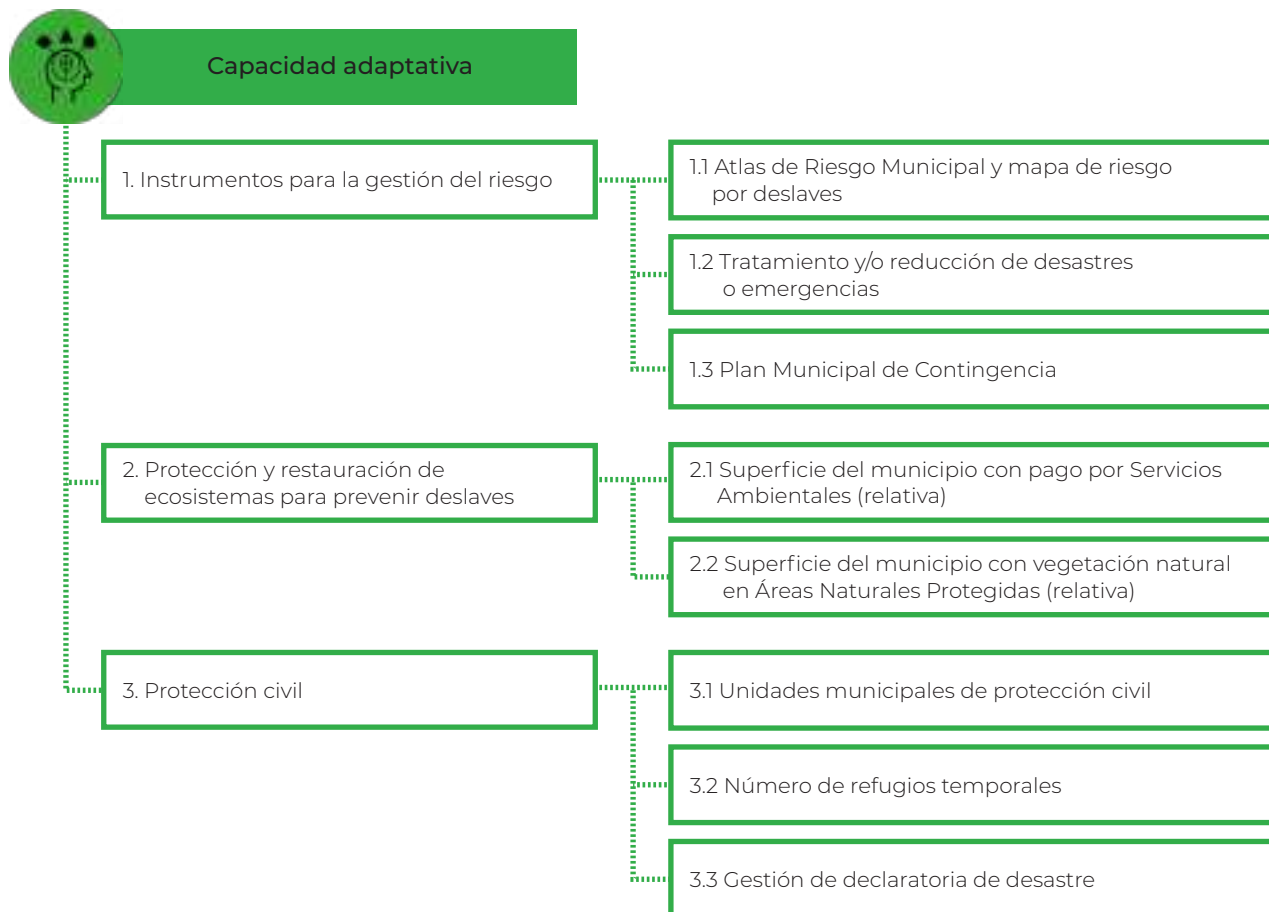 Capacidad adaptativa
1. Instrumentos para la gestión del riesgo
1.1 Atlas de Riesgo Municipal y mapa de riesgo
por deslaves
1.2 Tratamiento y/o reducción de desastres
o emergencias
1.3 Plan Municipal de Contingencia
2. Protección y restauración de
ecosistemas para prevenir deslaves
2.1 Superficie del municipio con pago por Servicios
Ambientales (relativa)
2.2 Superficie del municipio con vegetación natural
en Áreas Naturales Protegidas (relativa)
3. Protección civil
3.1 Unidades municipales de protección civil
3.2 Número de refugios temporales
3.3 Gestión de declaratoria de desastre